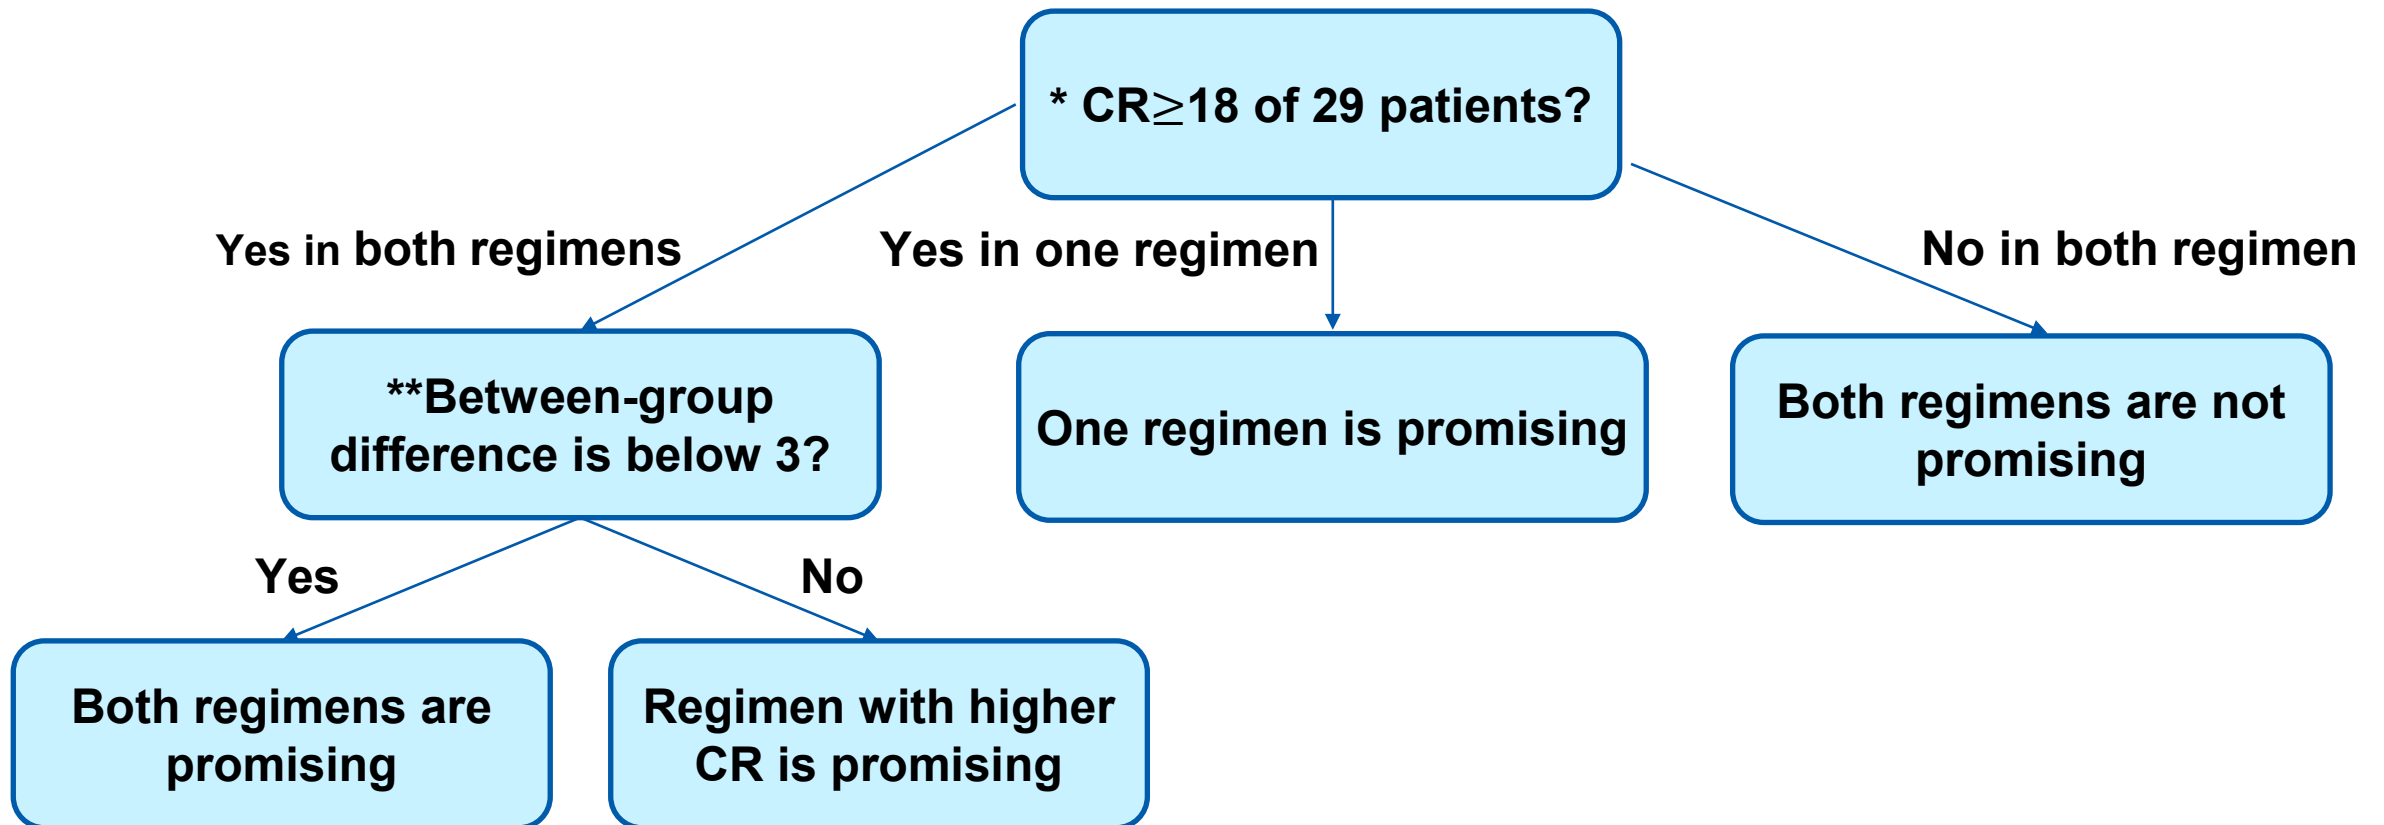 * CR≥18 of 29 patients?
Yes in both regimens
Yes in one regimen
No in both regimen
**Between-group
difference is below 3?
One regimen is promising
Both regimens are not
promising
Yes
No
Both regimens are
promising
Regimen with higher
CR is promising